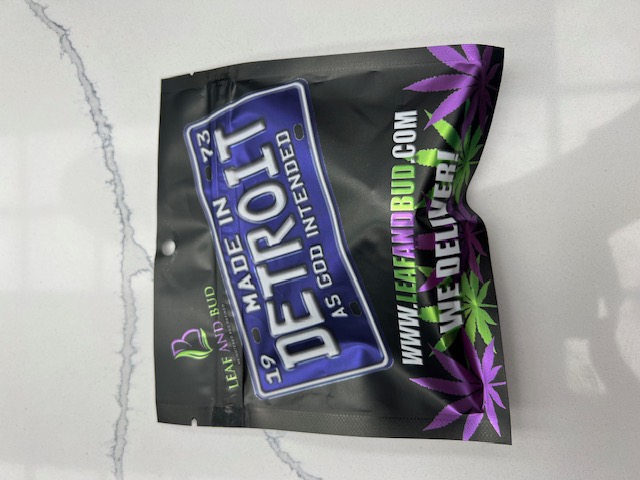 LEAF AND BUD
19 73
MADE IN
DETROIT
AS GOD INTENDED
WWW.LEAFANDBUD.COM
WE DELIVER!